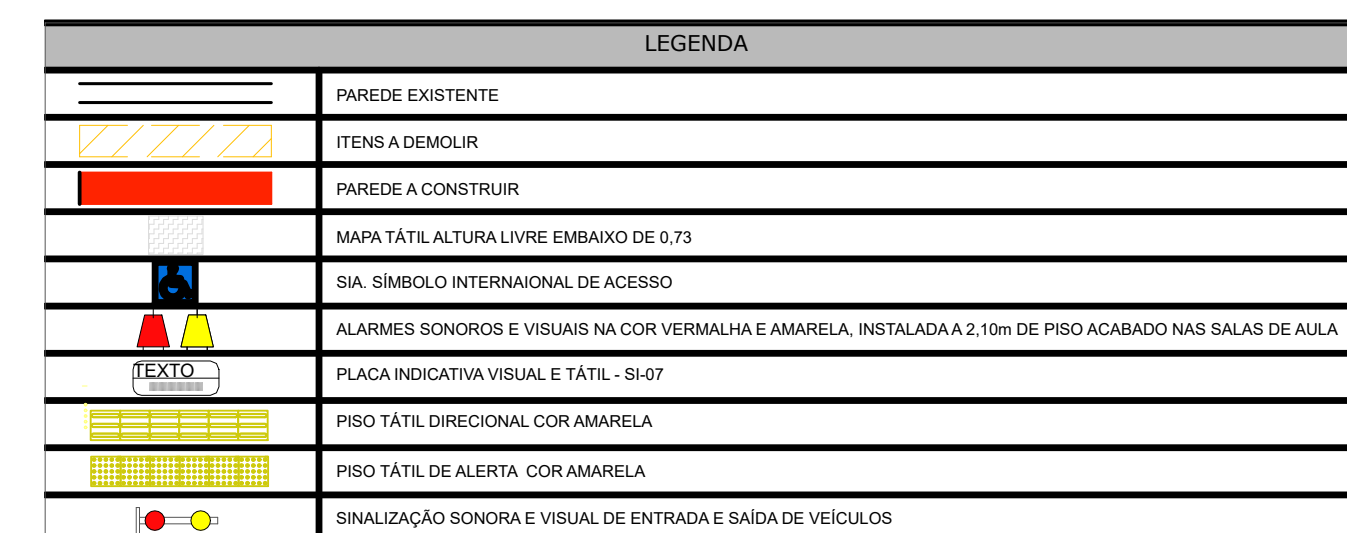 LEGENDA
PAREDE EXISTENTE
ITENS A DEMOLIR
PAREDE A CONSTRUIR
MAPA TÁTIL ALTURA LIVRE EMBAIXO DE 0,73
SIA. SÍMBOLO INTERNAIONAL DE ACESSO
ALARMES SONOROS E VISUAIS NA COR VERMALHA E AMARELA, INSTALADA A 2,10m DE PISO ACABADO NAS SALAS DE AULA
TEXTO
PLACA INDICATIVA VISUAL E TÁTIL - SI-07
PISO TÁTIL DIRECIONAL COR AMARELA
PISO TÁTIL DE ALERTA COR AMARELA
SINALIZAÇÃO SONORA E VISUAL DE ENTRADA E SAÍDA DE VEÍCULOS